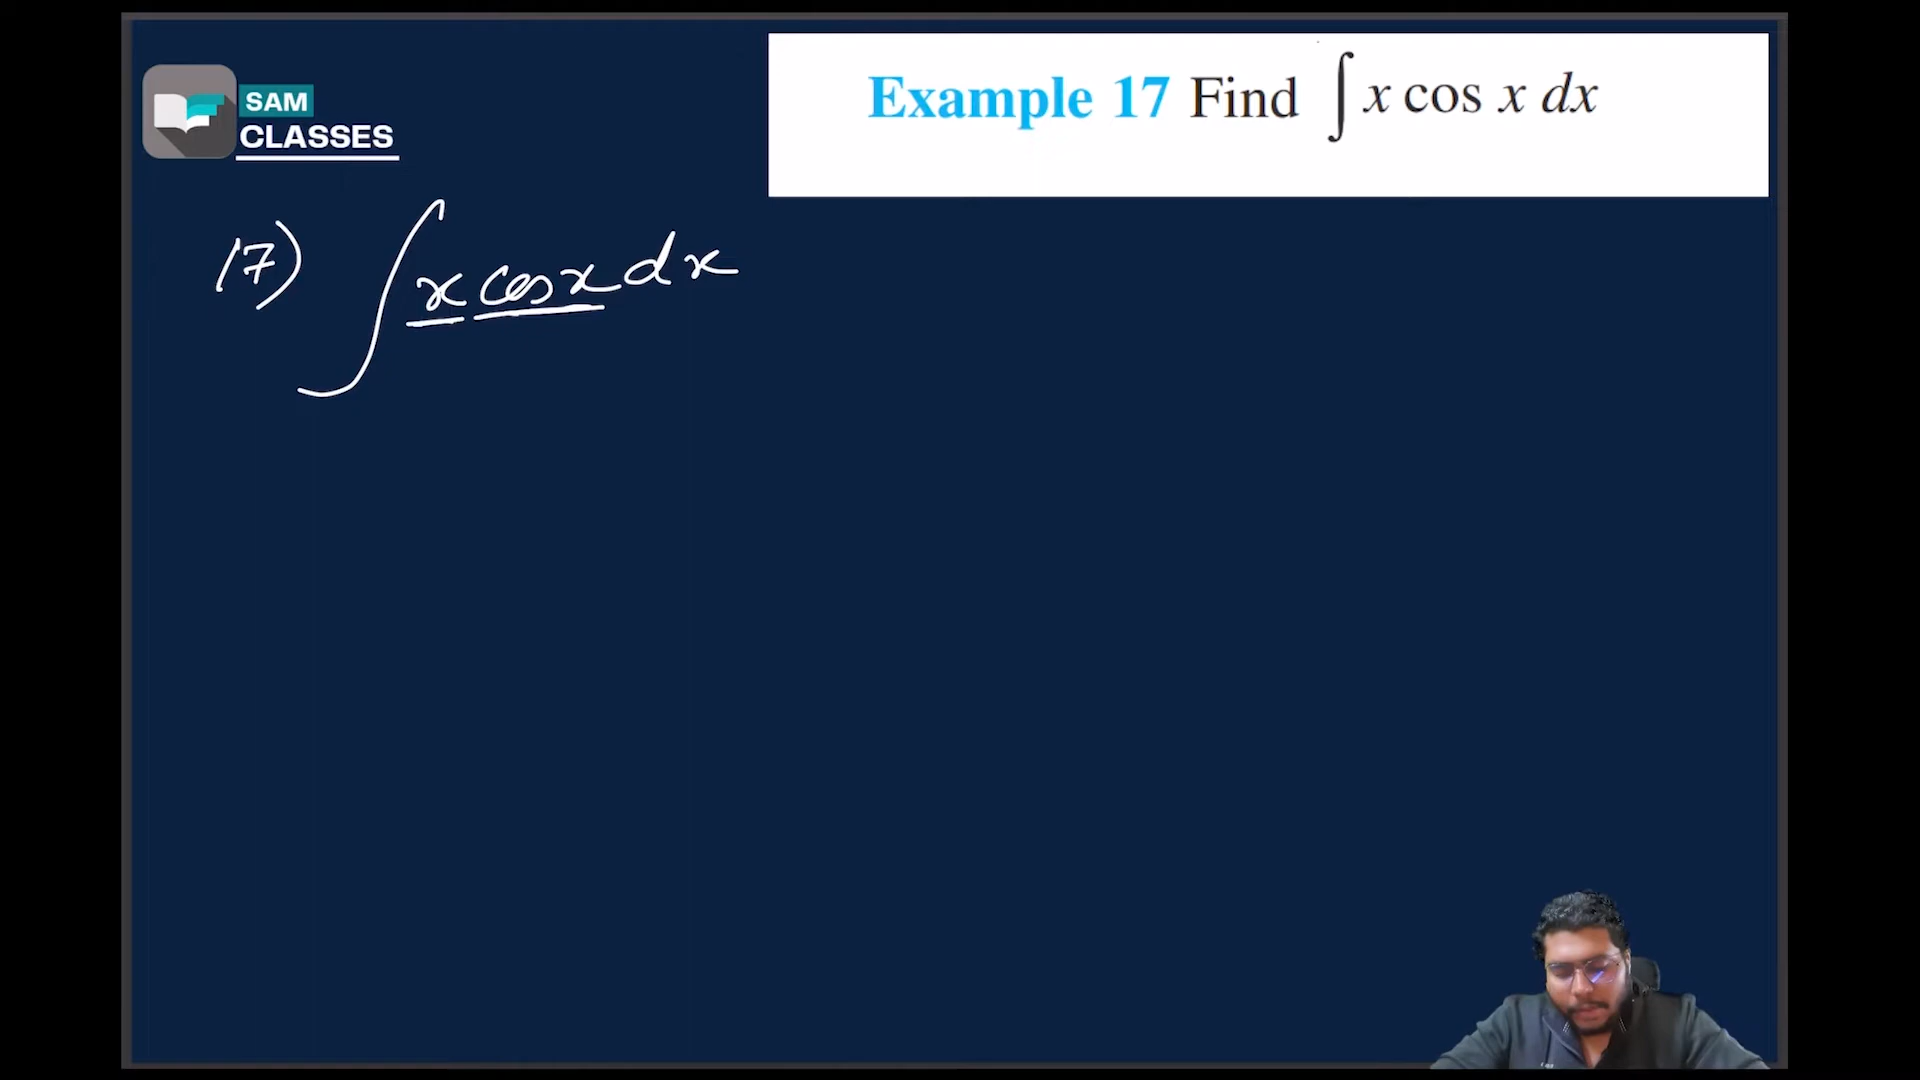 SAM
CLASSES
Example 17 Find ∫ x cos x dx
17) ∫ x cosx dx